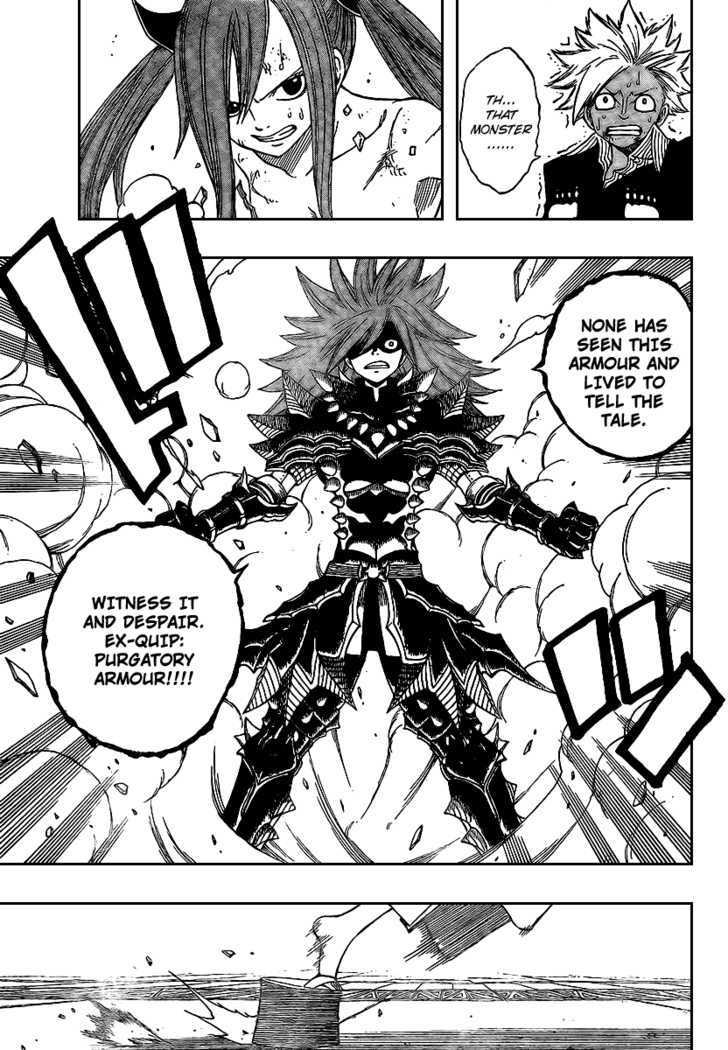 TH...
THAT
MONSTER
......
NONE HAS
SEEN THIS
ARMOUR AND
LIVED TO
TELL THE
TALE.
WITNESS IT
AND DESPAIR.
EX-QUIP:
PURGATORY
ARMOUR!!!!